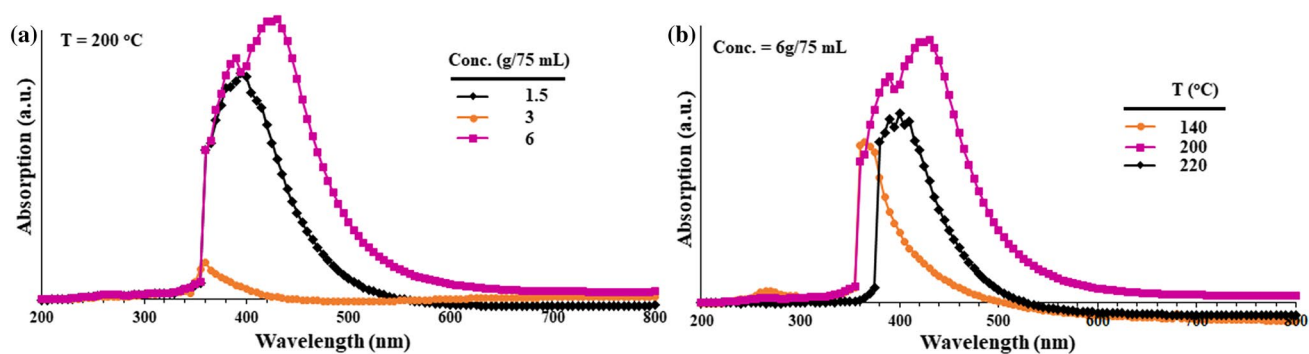 (a)
T = 200 °C
Conc. (g/75 mL)
1.5
3
6
Absorption (a.u.)
200 300 400 500 600 700 800
Wavelength (nm)
(b)
Conc. = 6g/75 mL
T (°C)
140
200
220
Absorption (a.u.)
200 300 400 500 600 700 800
Wavelength (nm)